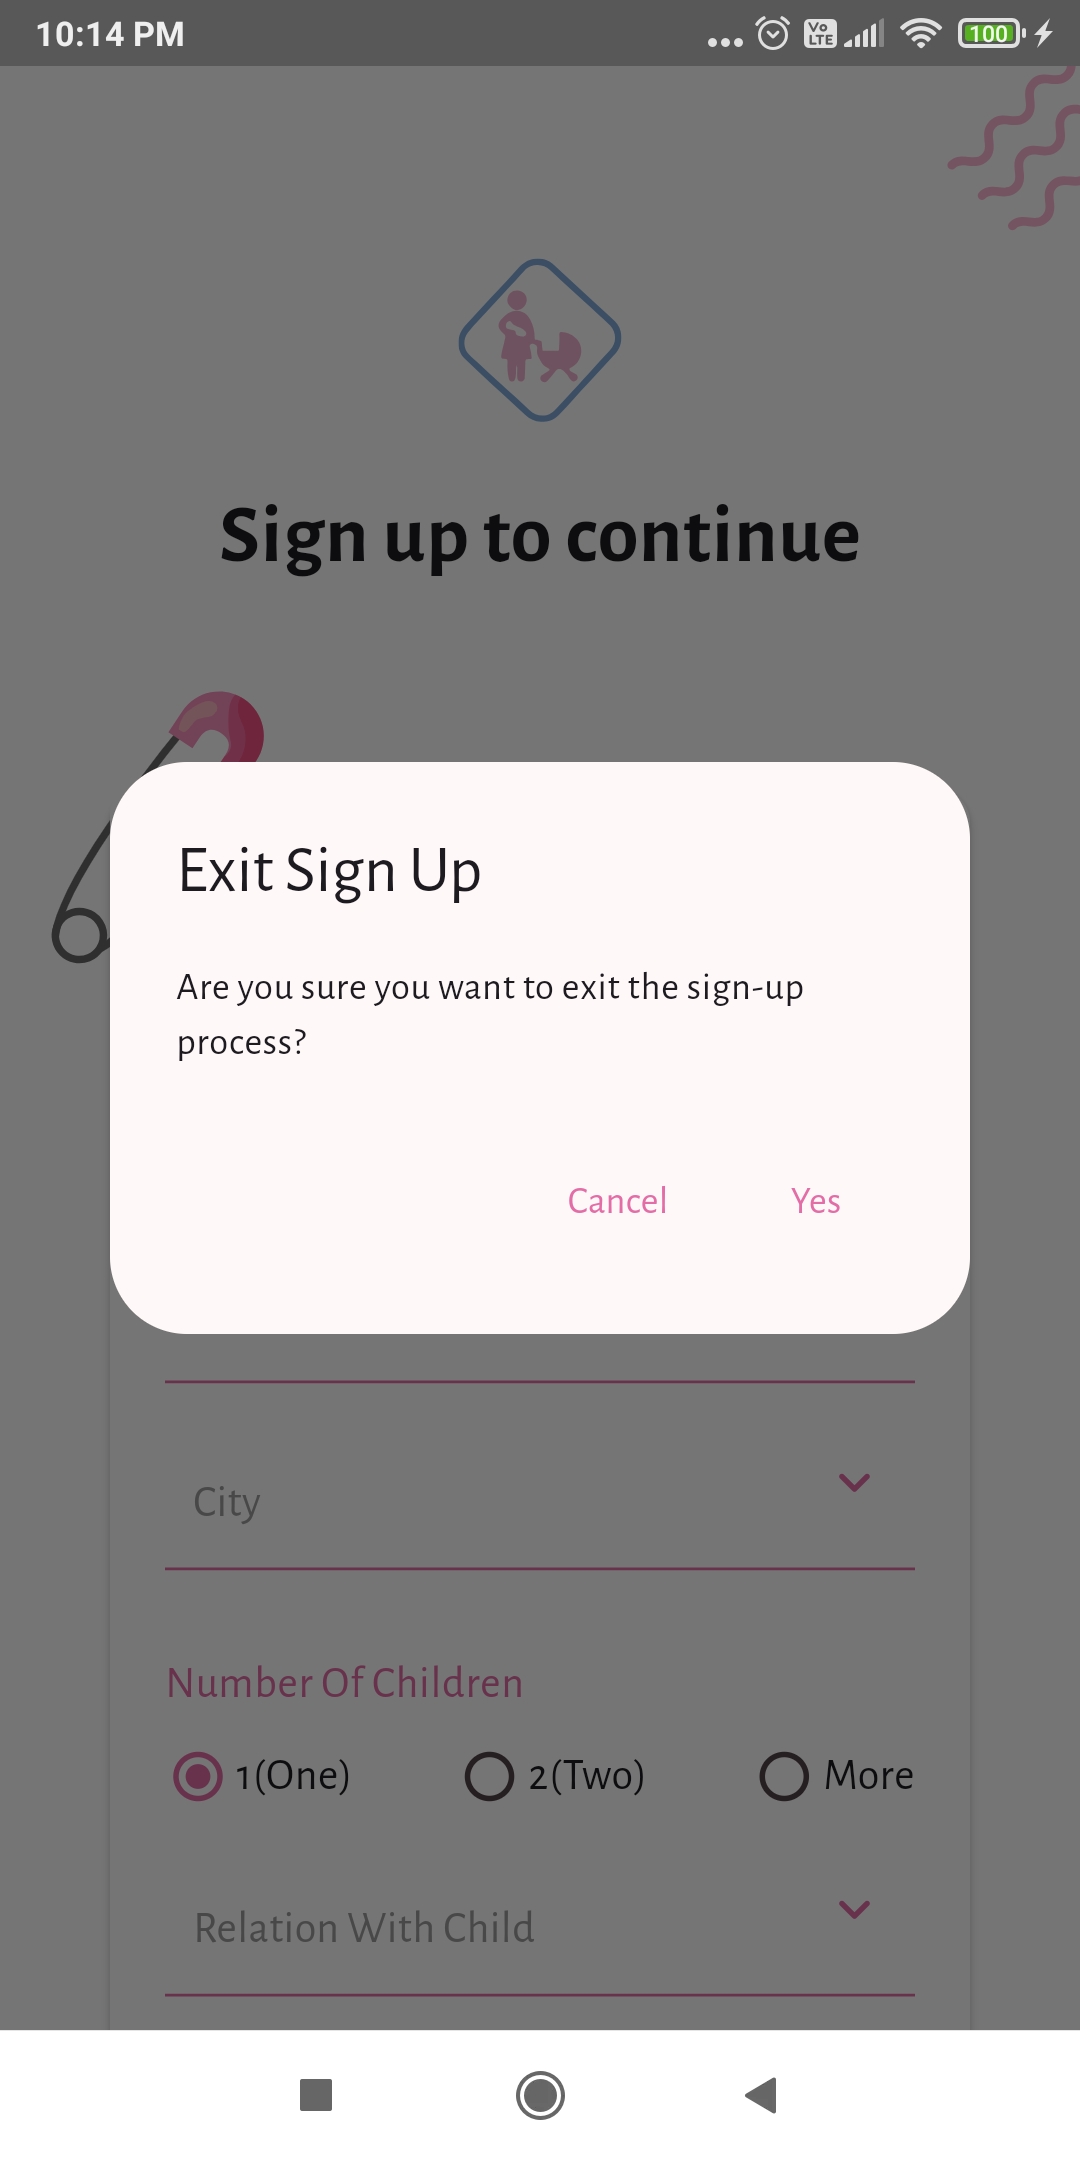 10:14 PM
Vo
LTE
100
Sign up to continue
Exit Sign Up
Are you sure you want to exit the sign-up
process?
Cancel Yes
City
Number Of Children
1(One) 2(Two) More
Relation With Child